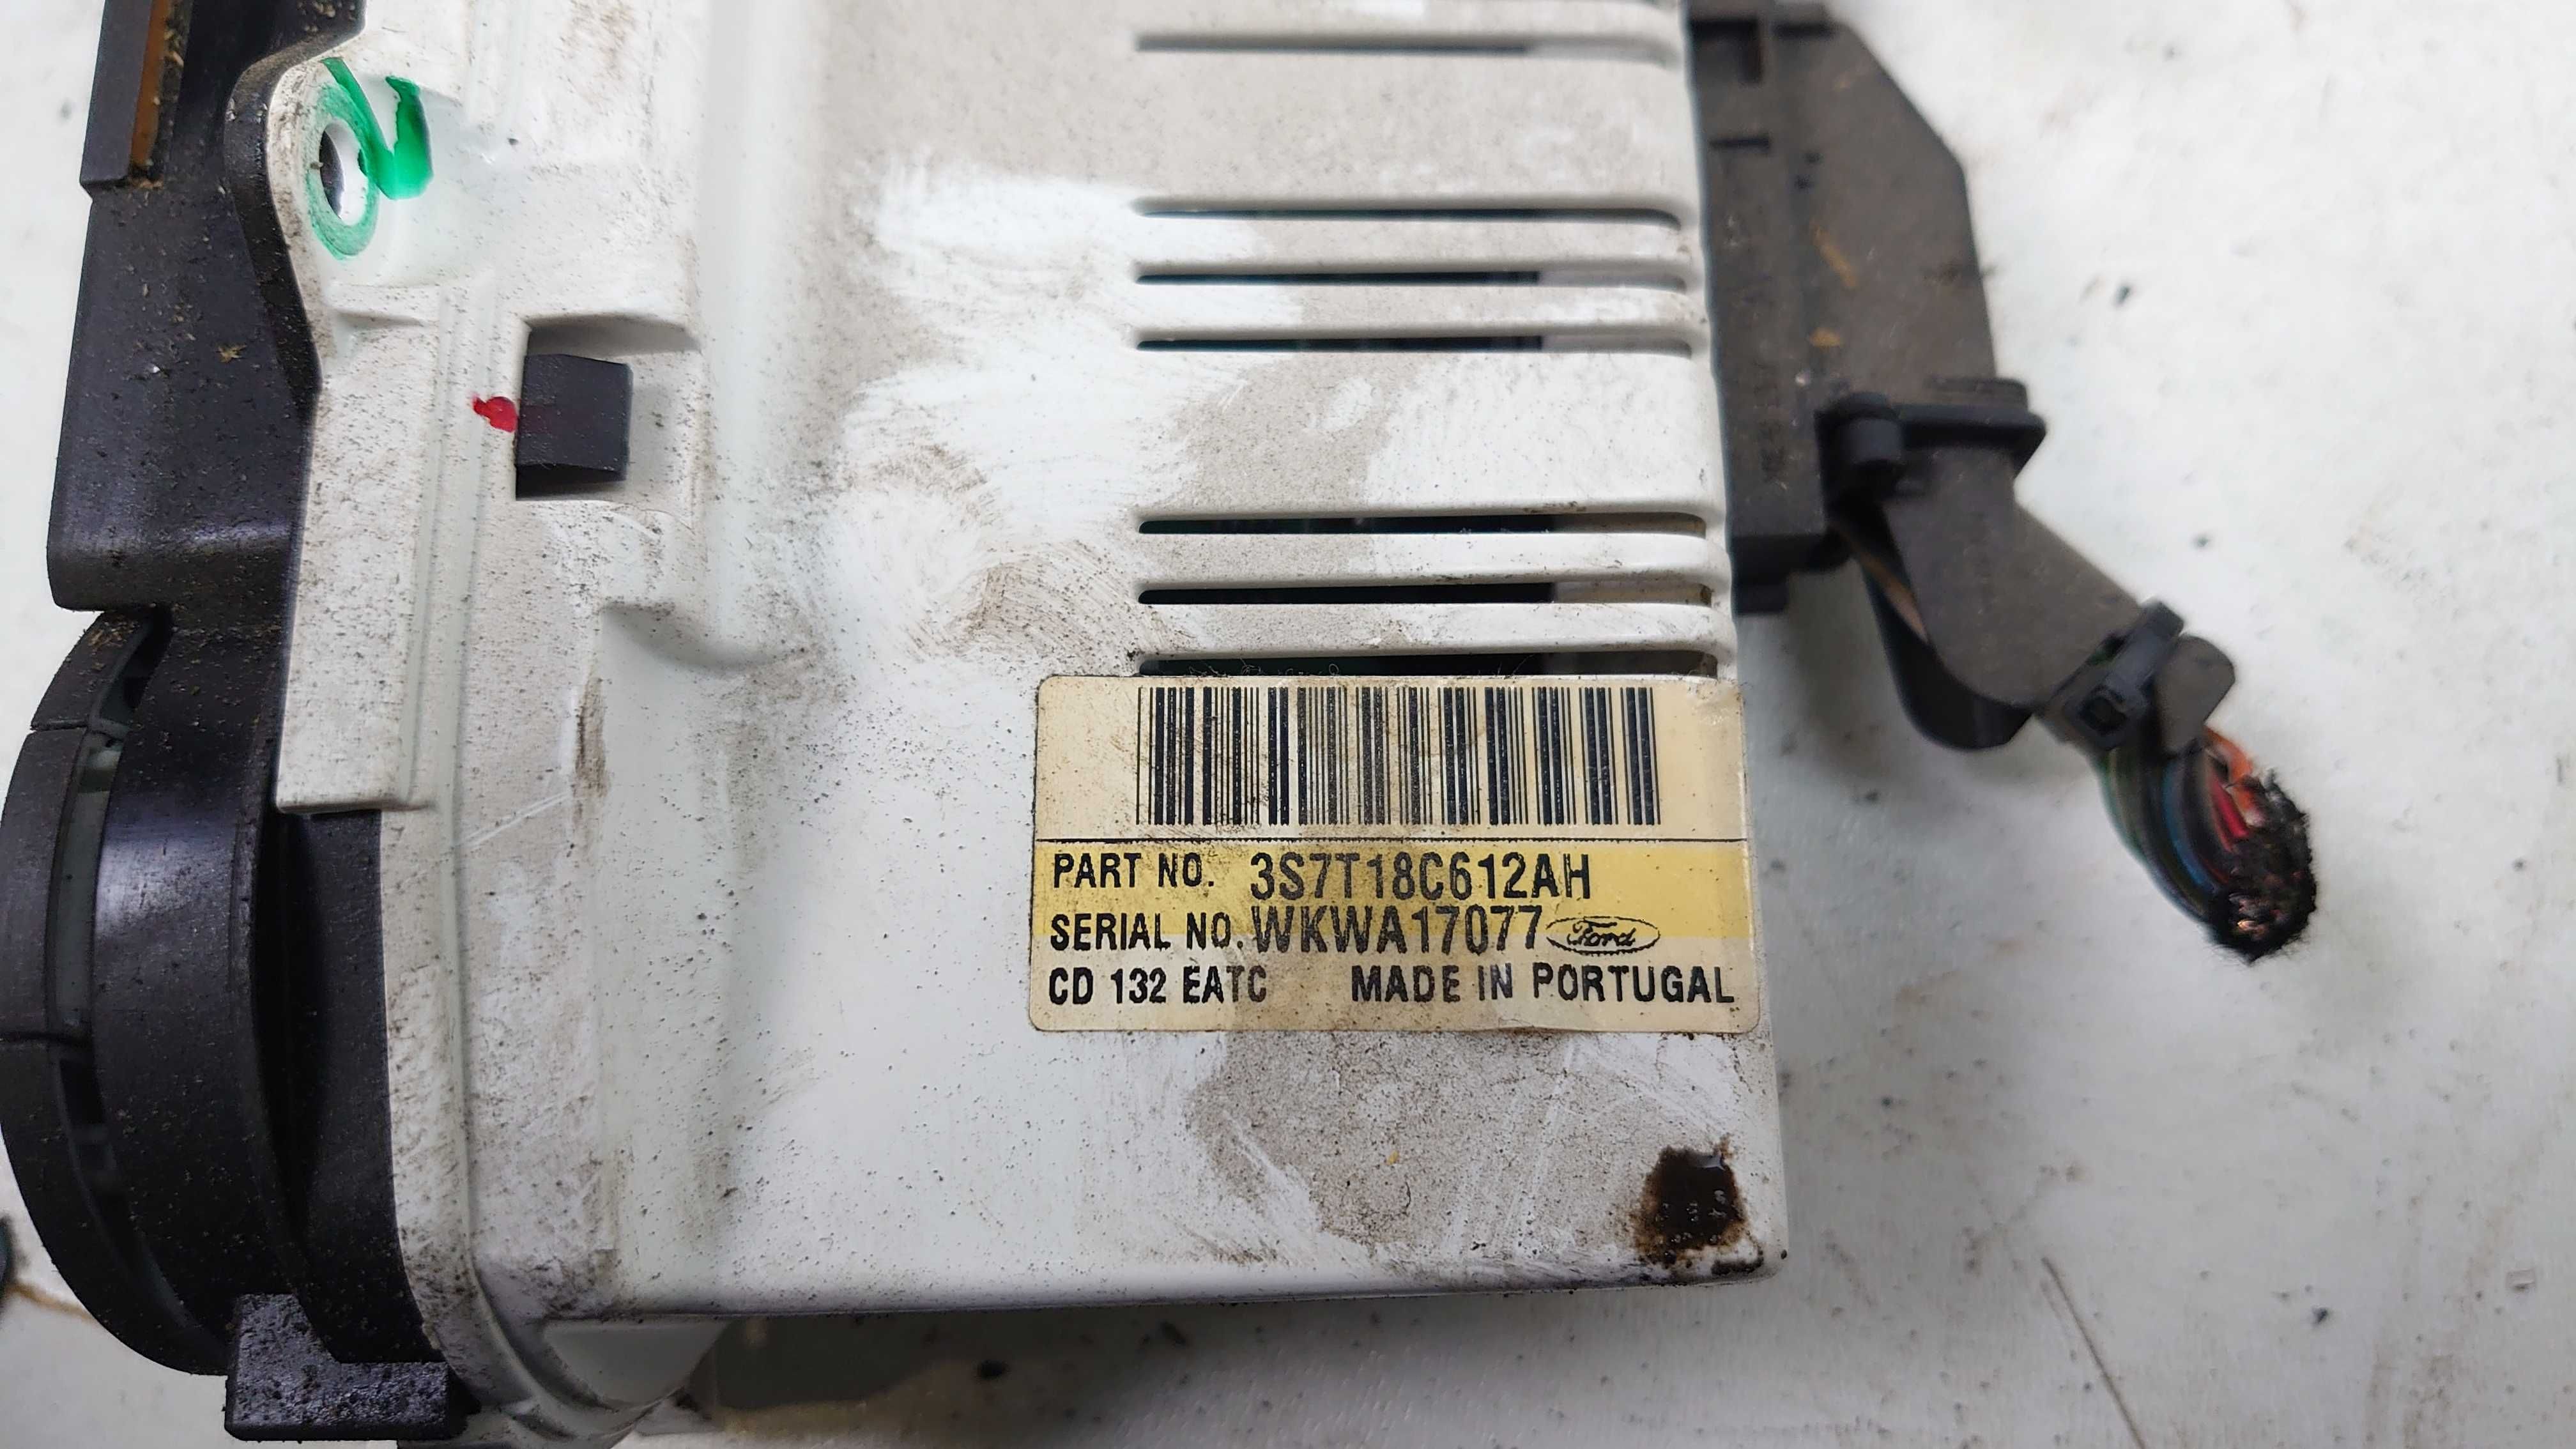 PART NO. 3S7T18C612AH
SERIAL NO. WKWA17077 Ford
CD 132 EATC MADE IN PORTUGAL